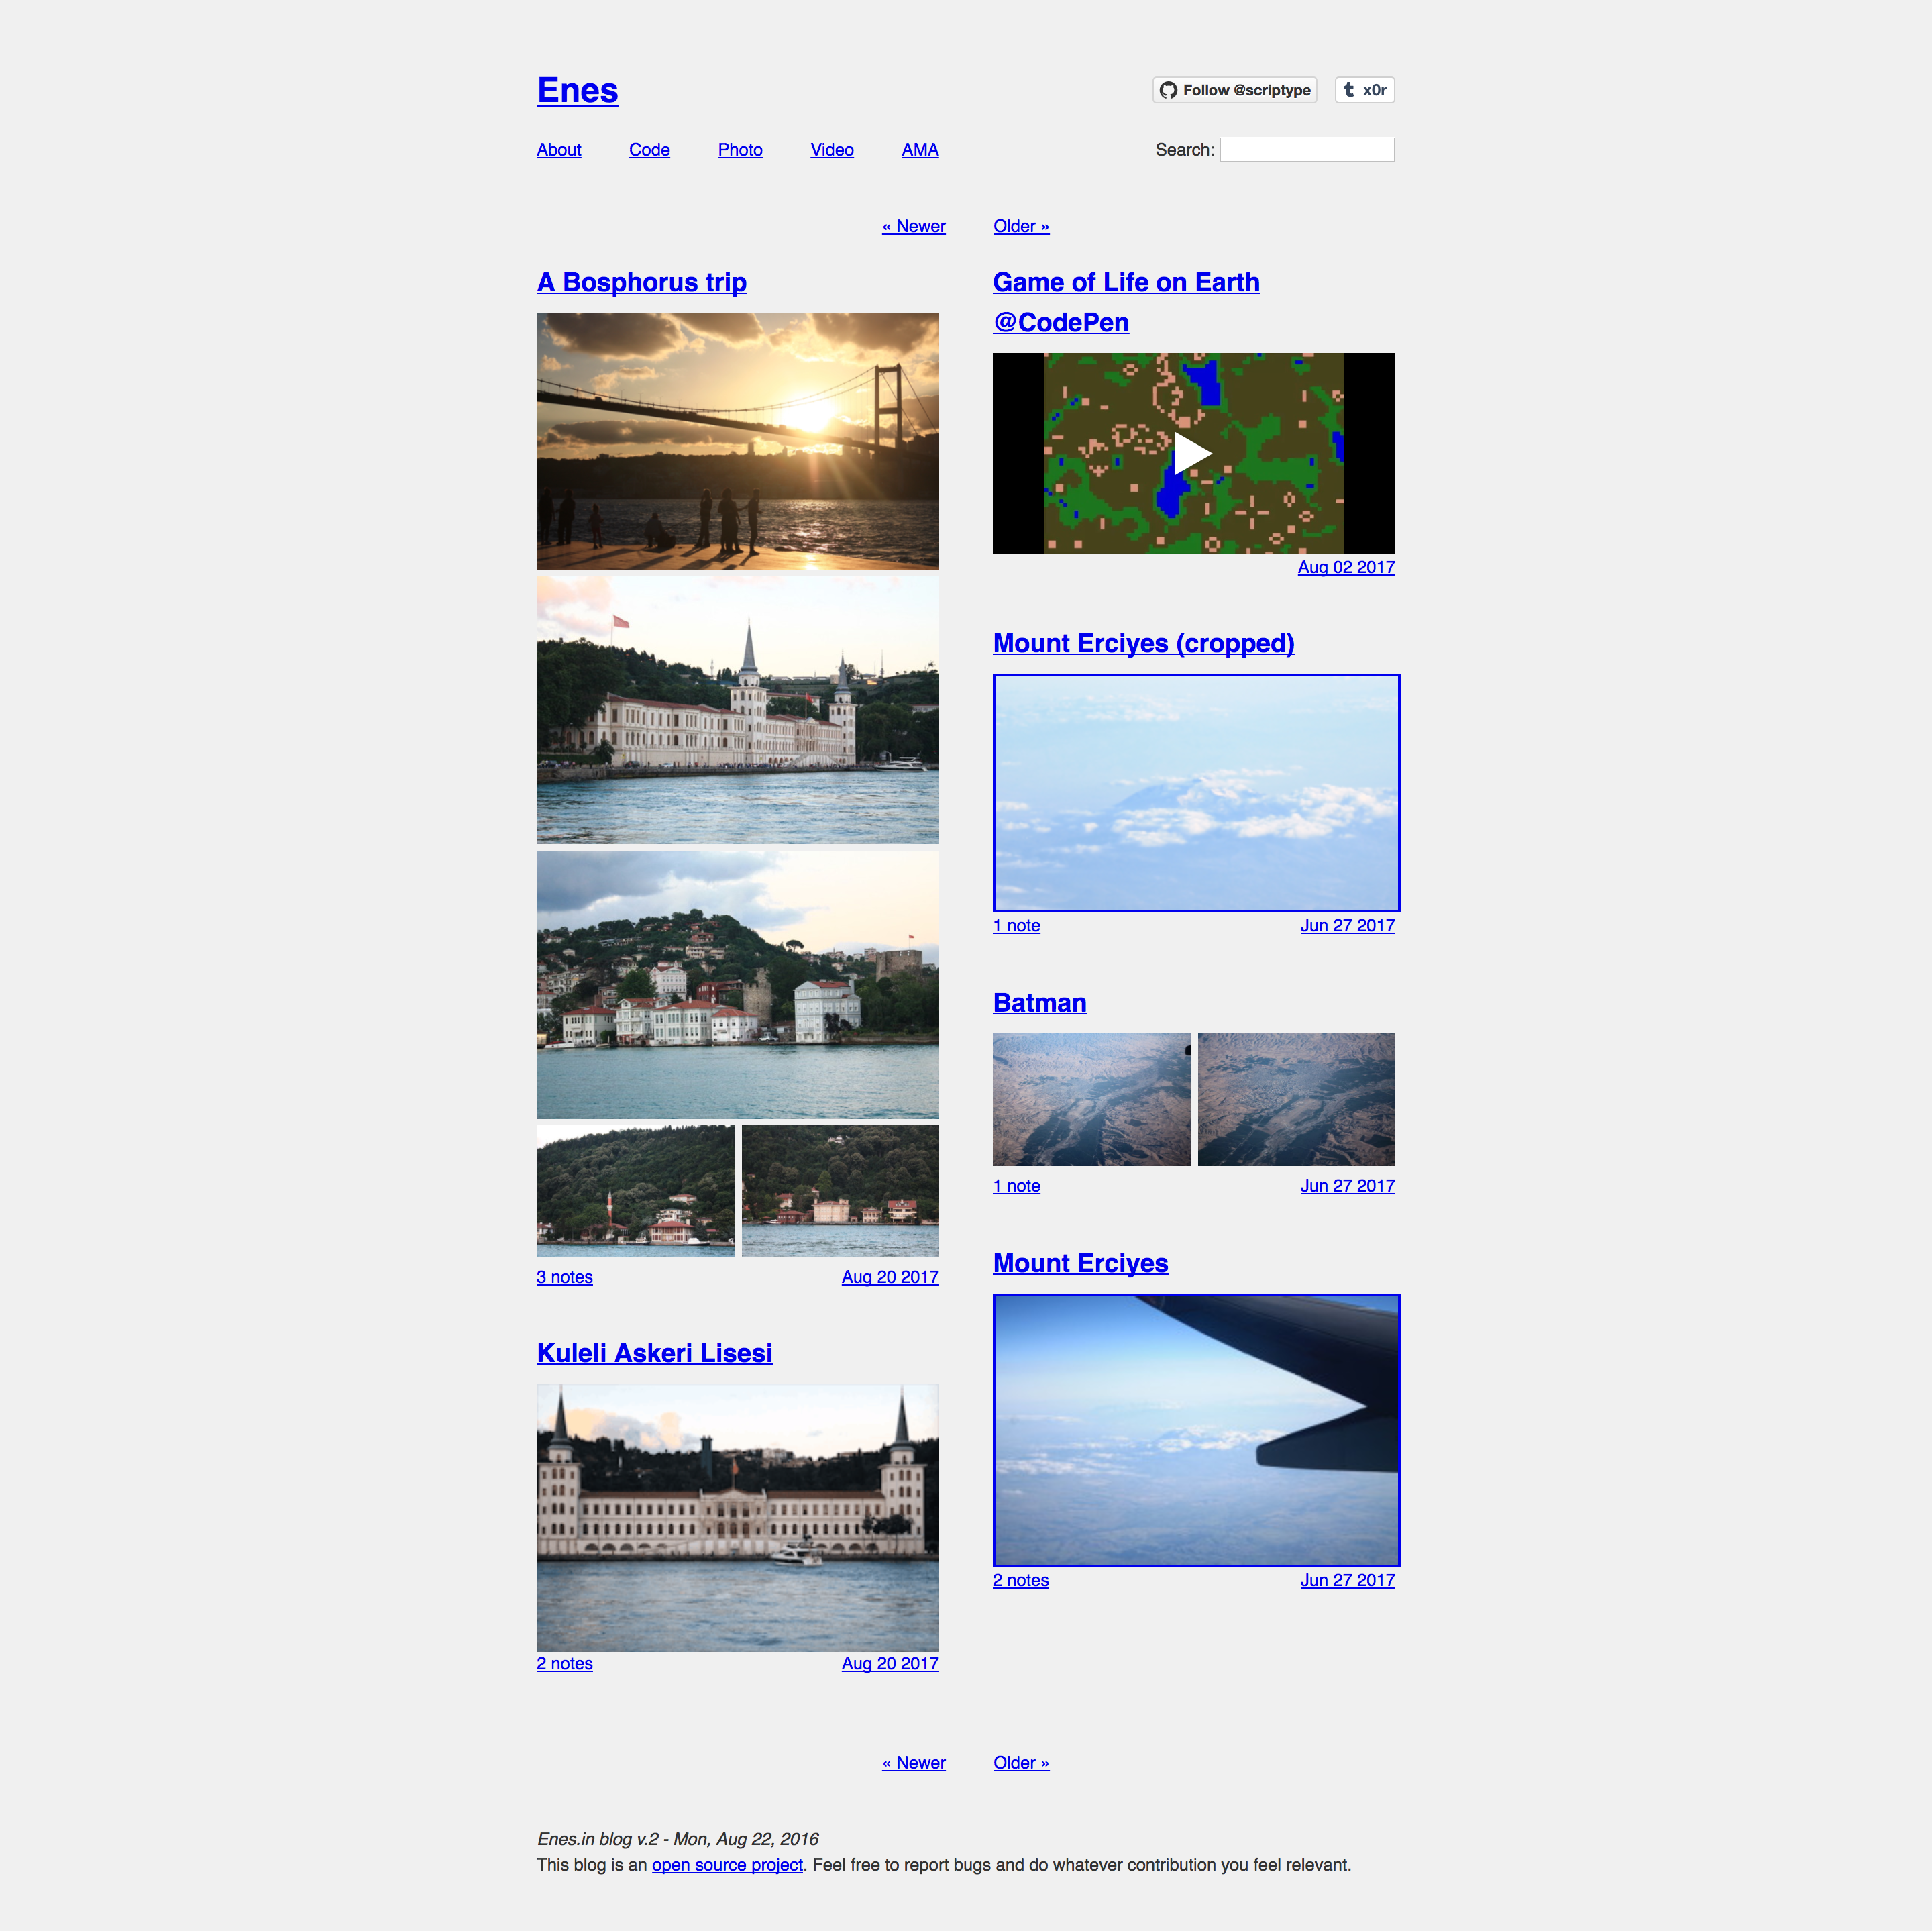 Enes
Follow @scriptype
t x0r
About Code Photo Video AMA
Search:
« Newer Older »
A Bosphorus trip
3 notes Aug 20 2017
Kuleli Askeri Lisesi
2 notes Aug 20 2017
Game of Life on Earth
@CodePen
Aug 02 2017
Mount Erciyes (cropped)
1 note Jun 27 2017
Batman
1 note Jun 27 2017
Mount Erciyes
2 notes Jun 27 2017
« Newer Older »
Enes.in blog v.2 - Mon, Aug 22, 2016
This blog is an open source project. Feel free to report bugs and do whatever contribution you feel relevant.